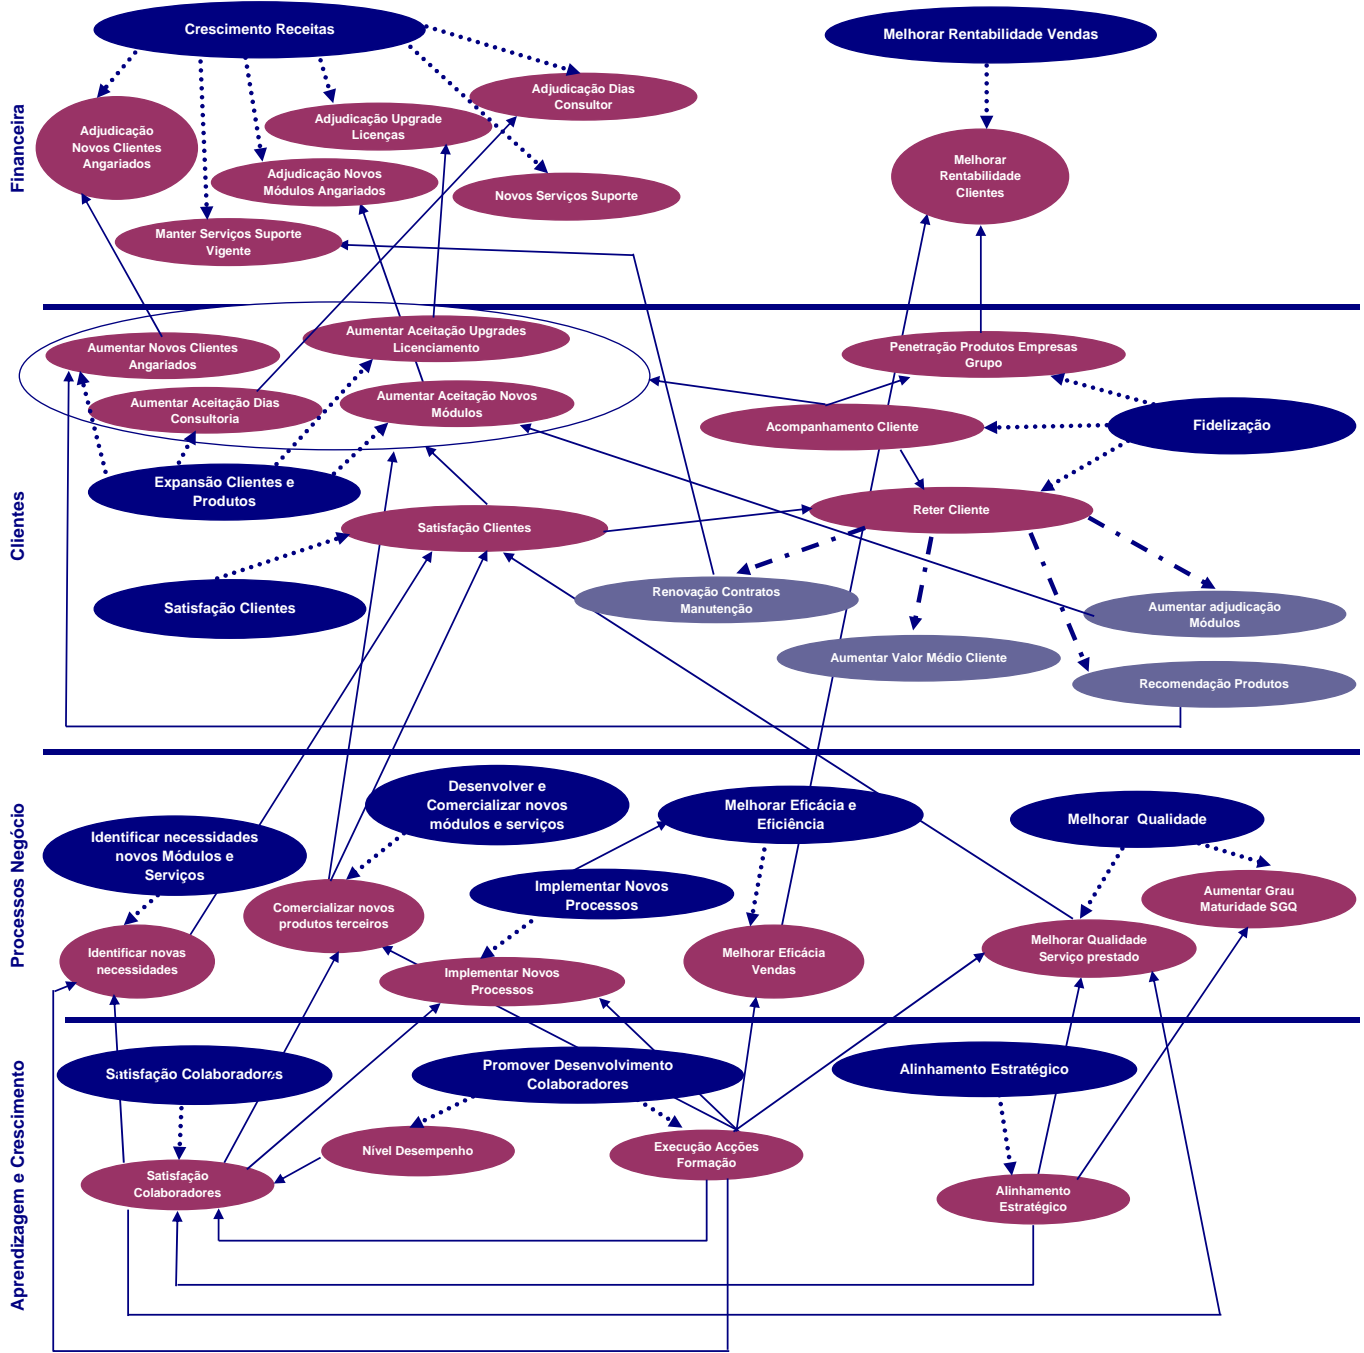 Financeira
Crescimento Receitas
Melhorar Rentabilidade Vendas
Adjudicação Dias
Consultor
Adjudicação Upgrade
Licenças
Adjudicação
Novos Clientes
Angariados
Adjudicação Novos
Módulos Angariados
Novos Serviços Suporte
Melhorar
Rentabilidade
Clientes
Manter Serviços Suporte
Vigente
Clientes
Aumentar Novos Clientes
Angariados
Aumentar Aceitação Upgrades
Licenciamento
Penetração Produtos Empresas
Grupo
Aumentar Aceitação Dias
Consultoria
Aumentar Aceitação Novos
Módulos
Acompanhamento Cliente
Fidelização
Expansão Clientes e
Produtos
Satisfação Clientes
Reter Cliente
Satisfação Clientes
Renovação Contratos
Manutenção
Aumentar adjudicação
Módulos
Aumentar Valor Médio Cliente
Recomendação Produtos
Processos Negócio
Desenvolver e
Comercializar novos
módulos e serviços
Melhorar Eficácia e
Eficiência
Melhorar  Qualidade
Identificar necessidades
novos Módulos e
Serviços
Implementar Novos
Processos
Aumentar Grau
Maturidade SGQ
Comercializar novos
produtos terceiros
Identificar novas
necessidades
Implementar Novos
Processos
Melhorar Eficácia
Vendas
Melhorar Qualidade
Serviço prestado
Aprendizagem e Crescimento
Satisfação Colaboradores
Promover Desenvolvimento
Colaboradores
Alinhamento Estratégico
Nível Desempenho
Execução Acções
Formação
Satisfação
Colaboradores
Alinhamento
Estratégico